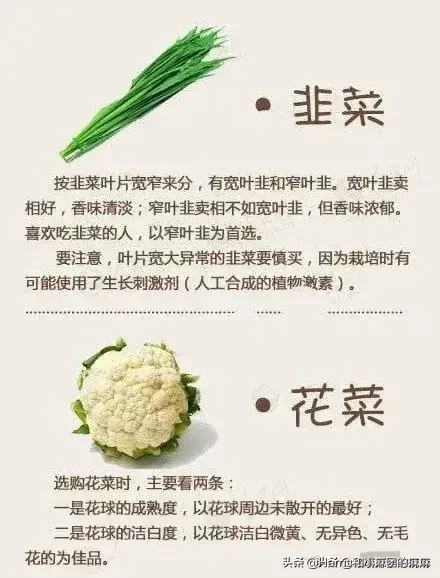 • 韭菜
按韭菜叶片宽窄来分，有宽叶韭和窄叶韭。宽叶韭卖
相好，香味清淡；窄叶韭卖相不如宽叶韭，但香味浓郁。
喜欢吃韭菜的人，以窄叶韭为首选。
要注意，叶片宽大异常的韭菜要慎买，因为栽培时有
可能使用了生长刺激剂（人工合成的植物激素）。
• 花菜
选购花菜时，主要看两条：
一是花球的成熟度，以花球周边未散开的最好；
二是花球的洁白度，以花球洁白微黄、无异色、无毛
花的为佳品。
头条